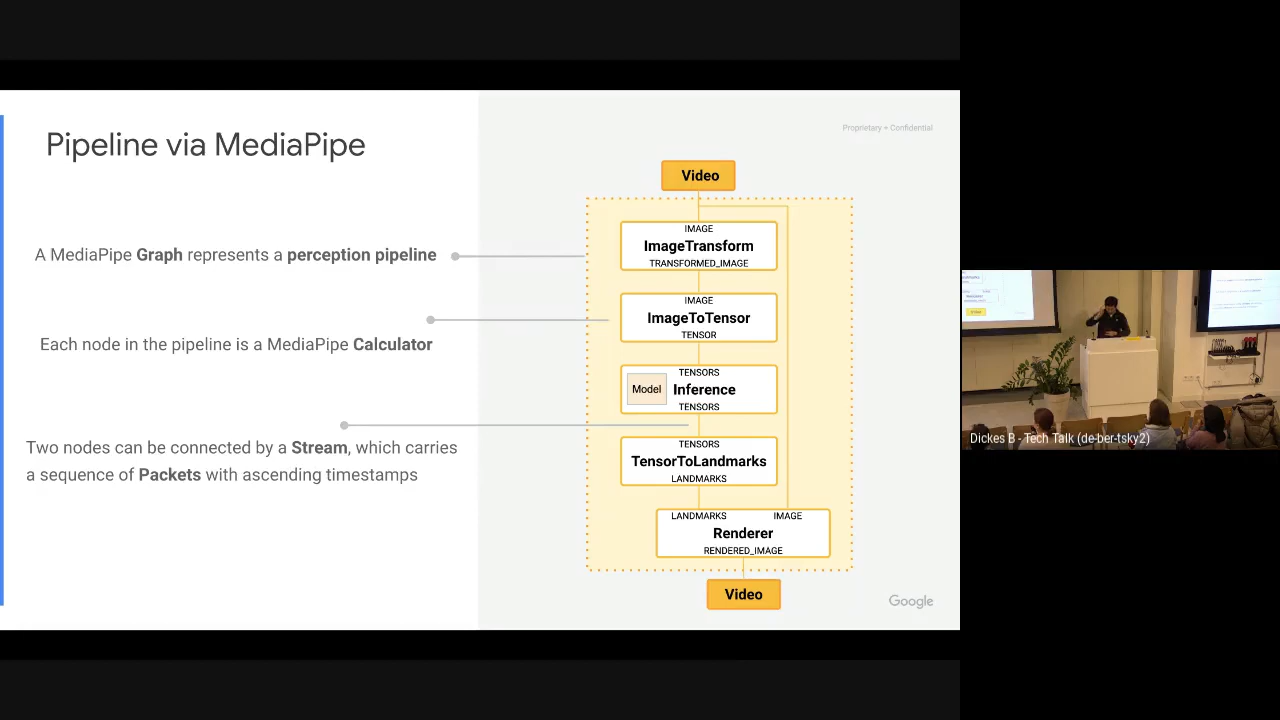 Pipeline via MediaPipe
Proprietary + Confidential
A MediaPipe Graph represents a perception pipeline
Each node in the pipeline is a MediaPipe Calculator
Two nodes can be connected by a Stream, which carries
a sequence of Packets with ascending timestamps
Video
IMAGE
ImageTransform
TRANSFORMED_IMAGE
IMAGE
ImageToTensor
TENSOR
TENSORS
Model
Inference
TENSORS
TENSORS
TensorToLandmarks
LANDMARKS
LANDMARKS IMAGE
Renderer
RENDERED_IMAGE
Video
Google
Dickes B - Tech Talk (de-ber-tsky2)